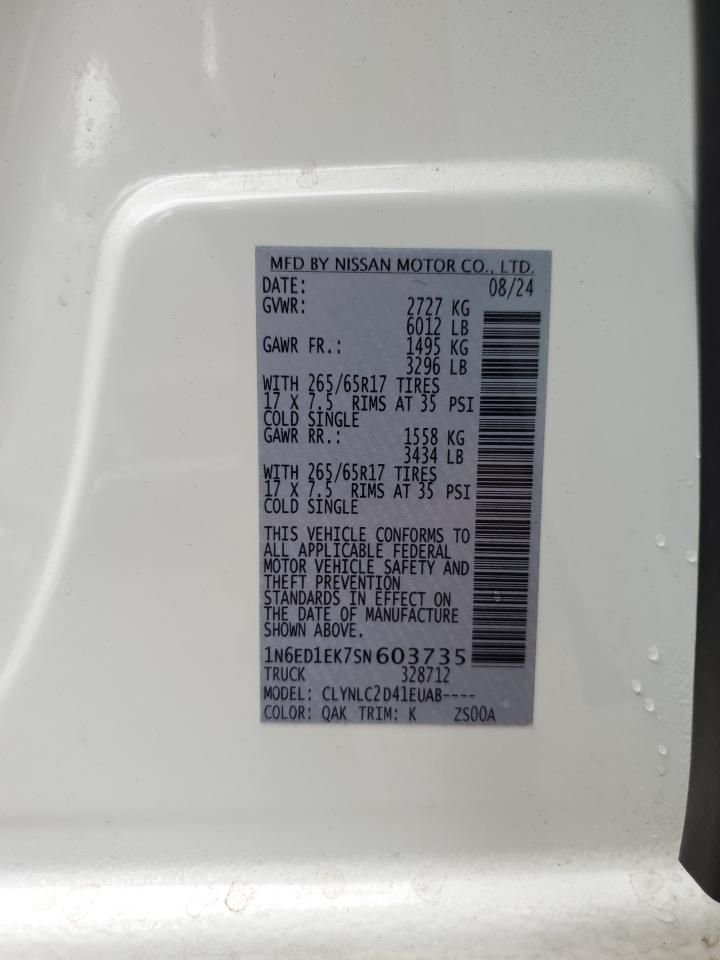 MFD BY NISSAN MOTOR CO., LTD.
DATE: 08/24
GVWR: 2727 KG
6012 LB
GAWR FR.: 1495 KG
3296 LB
WITH 265/65R17 TIRES
17 X 7.5 RIMS AT 35 PSI
COLD SINGLE
GAWR RR.: 1558 KG
3434 LB
WITH 265/65R17 TIRES
17 X 7.5 RIMS AT 35 PSI
COLD SINGLE
THIS VEHICLE CONFORMS TO
ALL APPLICABLE FEDERAL
MOTOR VEHICLE SAFETY AND
THEFT PREVENTION
STANDARDS IN EFFECT ON
THE DATE OF MANUFACTURE
SHOWN ABOVE.
1N6ED1EK7SN603735
TRUCK 328712
MODEL: CLYNLC2D41EUAB----
COLOR: QAK TRIM: K ZS00A